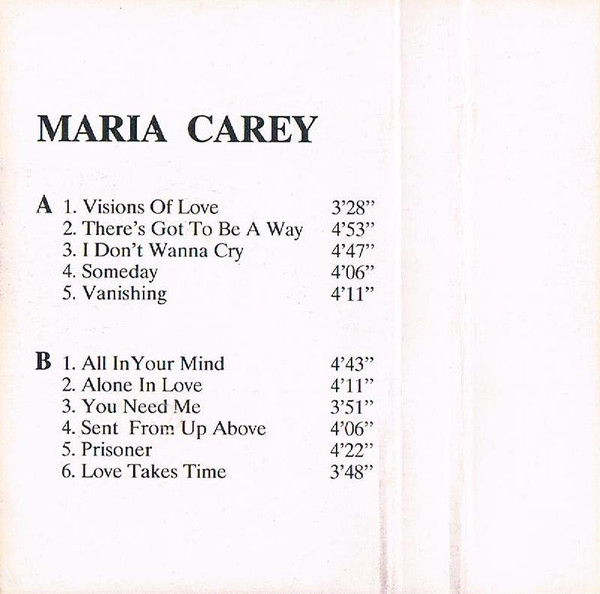 MARIA CAREY
A 1. Visions Of Love 3'28”
2. There's Got To Be A Way 4'53”
3. I Don't Wanna Cry 4'47”
4. Someday 4'06”
5. Vanishing 4'11”
B 1. All In Your Mind 4'43”
2. Alone In Love 4'11”
3. You Need Me 3'51”
4. Sent From Up Above 4'06”
5. Prisoner 4'22”
6. Love Takes Time 3'48”